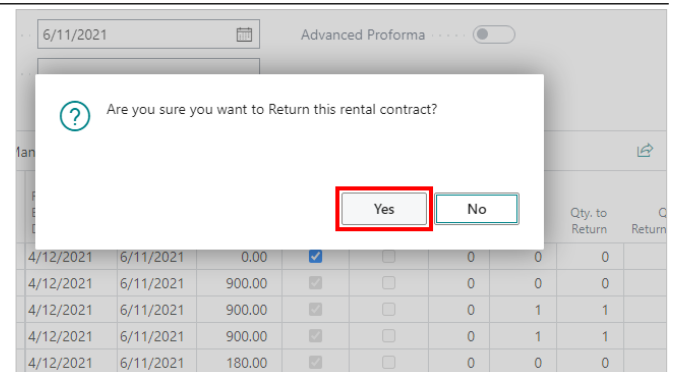 6/11/2021 Advanced Proforma
Are you sure you want to Return this rental contract?
Yes No
Qty. to
Return Return
4/12/2021 6/11/2021 0.00 0 0 0
4/12/2021 6/11/2021 900.00 0 0 0
4/12/2021 6/11/2021 900.00 0 1 1
4/12/2021 6/11/2021 900.00 0 1 1
4/12/2021 6/11/2021 180.00 0 0 0